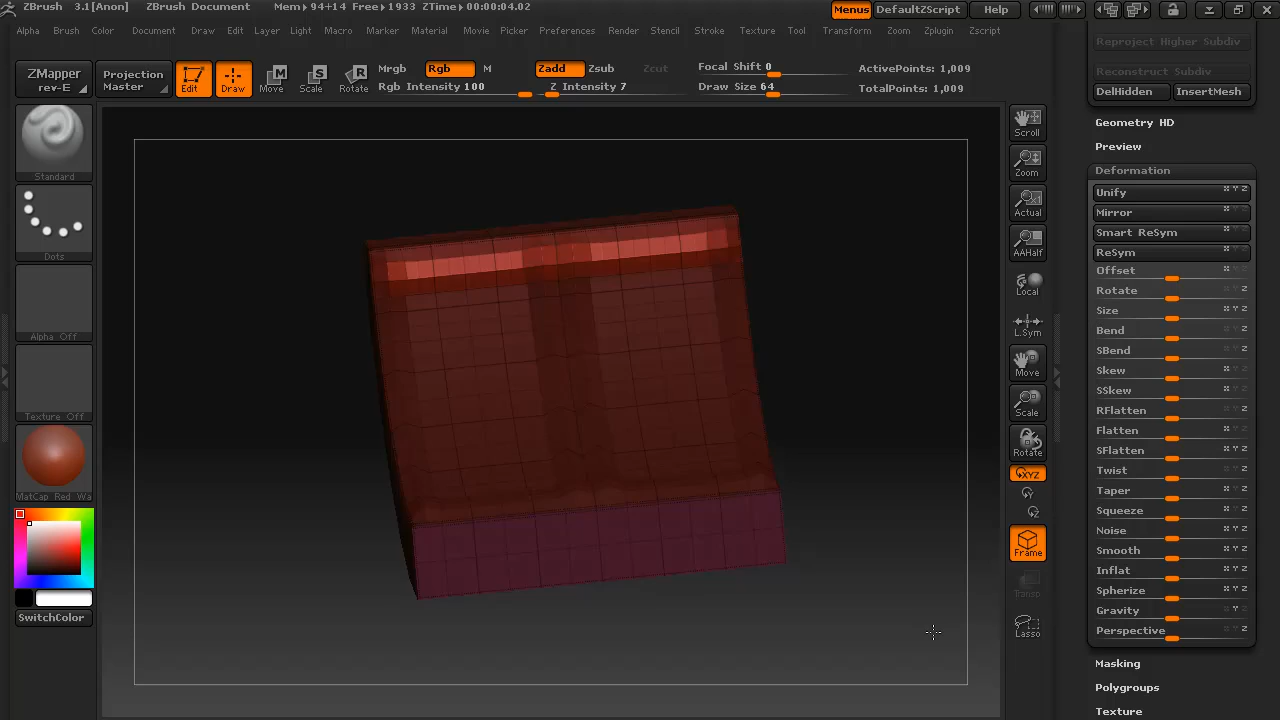 ZBrush 3.1[Anon] ZBrush Document Mem▸94+14 Free▸1933 ZTime▸00:00:04.02 Menus DefaultZScript Help
Alpha Brush Color Document Draw Edit Layer Light Macro Marker Material Movie Picker Preferences Render Stencil Stroke Texture Tool Transform Zoom Zplugin Zscript
ZMapper
rev-E
Projection
Master
Edit
Draw
Move
Scale
Rotate
Mrgb Rgb M
Rgb Intensity 100
Zadd Zsub Zcut
Z Intensity 7
Focal Shift 0
Draw Size 64
ActivePoints: 1,009
TotalPoints: 1,009
Standard
Dots
Alpha Off
Texture Off
MatCap Red Wa
SwitchColor
Scroll
Zoom
Actual
AAHalf
Local
L.Sym
Move
Scale
Rotate
XYZ
Y
Z
Frame
Transp
Lasso
Reproject Higher Subdiv
Reconstruct Subdiv
DelHidden InsertMesh
Geometry HD
Preview
Deformation
Unify X Y Z
Mirror X Y Z
Smart ReSym X Y Z
ReSym X Y Z
Offset X Y Z
Rotate X Y Z
Size X Y Z
Bend X Y Z
SBend X Y Z
Skew X Y Z
SSkew X Y Z
RFlatten X Y Z
Flatten X Y Z
SFlatten X Y Z
Twist X Y Z
Taper X Y Z
Squeeze X Y Z
Noise X Y Z
Smooth X Y Z
Inflat X Y Z
Spherize X Y Z
Gravity X Y Z
Perspective X Y Z
Masking
Polygroups
Texture